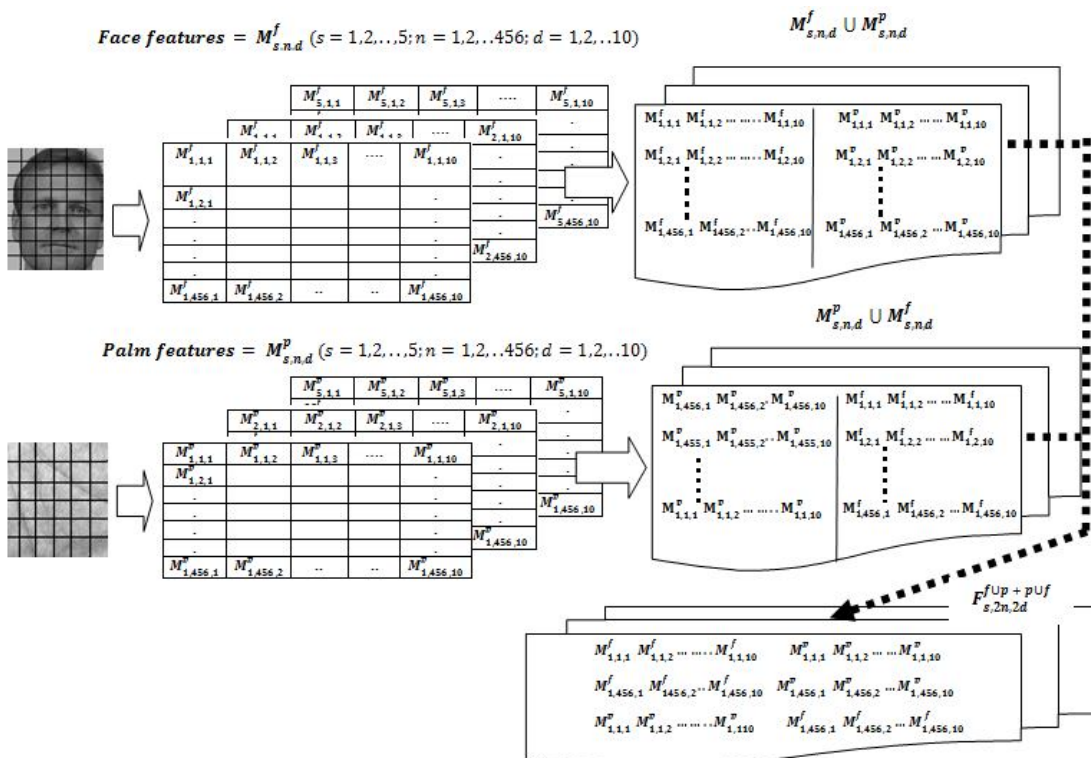 Face features = M^f_{s,n,d} (s = 1,2,..,5; n = 1,2,..456; d = 1,2,..10)
M^f_{s,n,d} ∪ M^p_{s,n,d}
M^f_{5,1,1} M^f_{5,1,2} M^f_{5,1,3} .... M^f_{5,1,10}
.... M^f_{2,1,10}
M^f_{1,1,1} M^f_{1,1,2} M^f_{1,1,3} .... M^f_{1,1,10}
M^f_{1,2,1}
M^f_{5,456,10}
M^f_{2,456,10}
M^f_{1,456,1} M^f_{1,456,2} .. .. M^f_{1,456,10}
M^f_{1,1,1} M^f_{1,1,2} ... ... .. M^f_{1,1,10} M^p_{1,1,1} M^p_{1,1,2} ... ... M^p_{1,1,10}
M^f_{1,2,1} M^f_{1,2,2} ... ... .. M^f_{1,2,10} M^p_{1,2,1} M^p_{1,2,2} ... ... M^p_{1,2,10}
M^f_{1,456,1} M^f_{1456,2} .. M^f_{1,456,10} M^p_{1,456,1} M^p_{1,456,2} ... M^p_{1,456,10}
Palm features = M^p_{s,n,d} (s = 1,2,..,5; n = 1,2,..456; d = 1,2,..10)
M^p_{s,n,d} ∪ M^f_{s,n,d}
M^p_{5,1,1} M^p_{5,1,2} M^p_{5,1,3} .... M^p_{5,1,10}
M^p_{2,1,1} M^p_{2,1,2} M^p_{2,1,3} .... M^p_{2,1,10}
M^p_{1,1,1} M^p_{1,1,2} M^p_{1,1,3} .... M^p_{1,1,10}
M^p_{1,2,1}
M^p_{1,456,10}
M^p_{1,456,10}
M^p_{1,456,1} M^p_{1,456,2} .. .. M^p_{1,456,10}
M^p_{1,456,1} M^p_{1,456,2} . M^p_{1,456,10} M^f_{1,1,1} M^f_{1,1,2} ... ... M^f_{1,1,10}
M^p_{1,455,1} M^p_{1,455,2} .. M^p_{1,455,10} M^f_{1,2,1} M^f_{1,2,2} ... ... M^f_{1,2,10}
M^p_{1,1,1} M^p_{1,1,2} ... ... .. M^p_{1,1,10} M^f_{1,456,1} M^f_{1,456,2} ... M^f_{1,456,10}
F^{f∪p + p∪f}_{s,2n,2d}
M^f_{1,1,1} M^f_{1,1,2} ... ... .. M^f_{1,1,10} M^p_{1,1,1} M^p_{1,1,2} ... ... M^p_{1,1,10}
M^f_{1,456,1} M^f_{1456,2} .. M^f_{1,456,10} M^p_{1,456,1} M^p_{1,456,2} ... M^p_{1,456,10}
M^p_{1,1,1} M^p_{1,1,2} ... ... .. M^p_{1,110} M^f_{1,456,1} M^f_{1,456,2} ... M^f_{1,456,10}